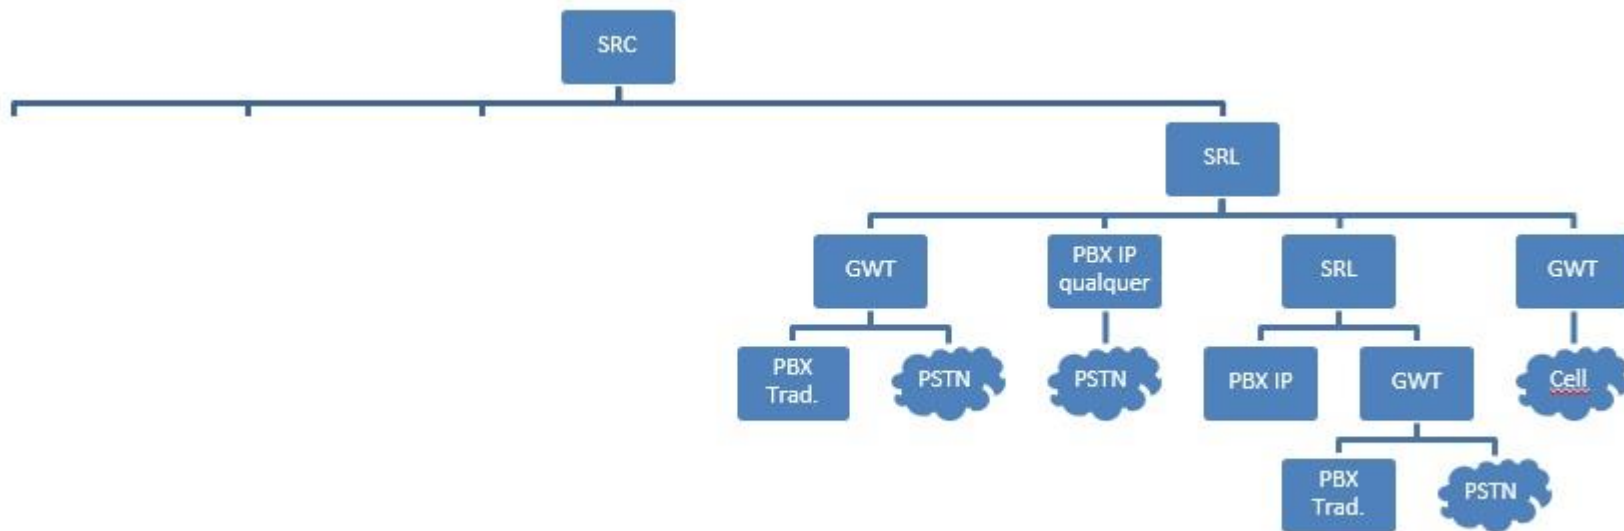 SRC
SRL
GWT
PBX IP
qualquer
SRL
GWT
PBX
Trad.
PSTN
PSTN
PBX IP
GWT
Cell
PBX
Trad.
PSTN